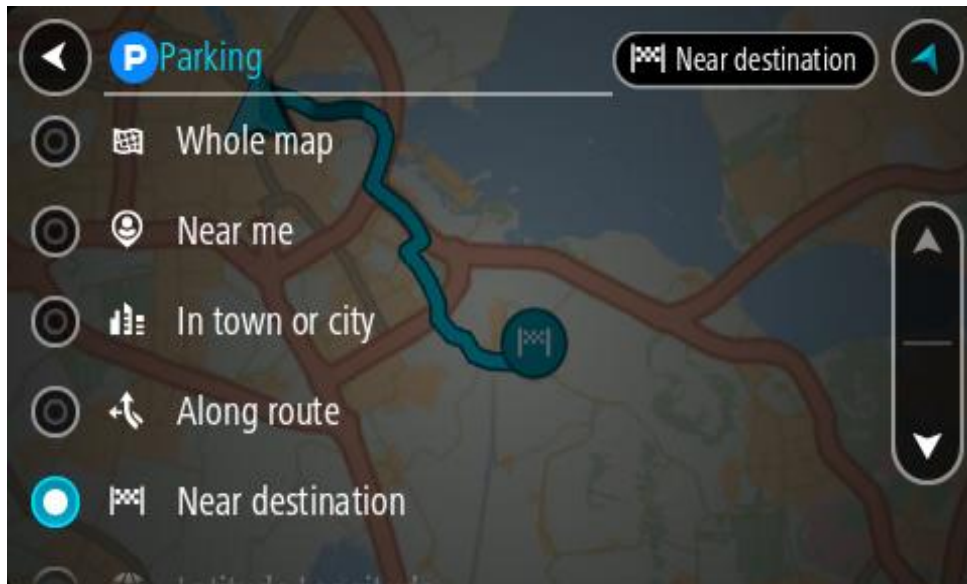 P Parking
Near destination
Whole map
Near me
In town or city
Along route
Near destination